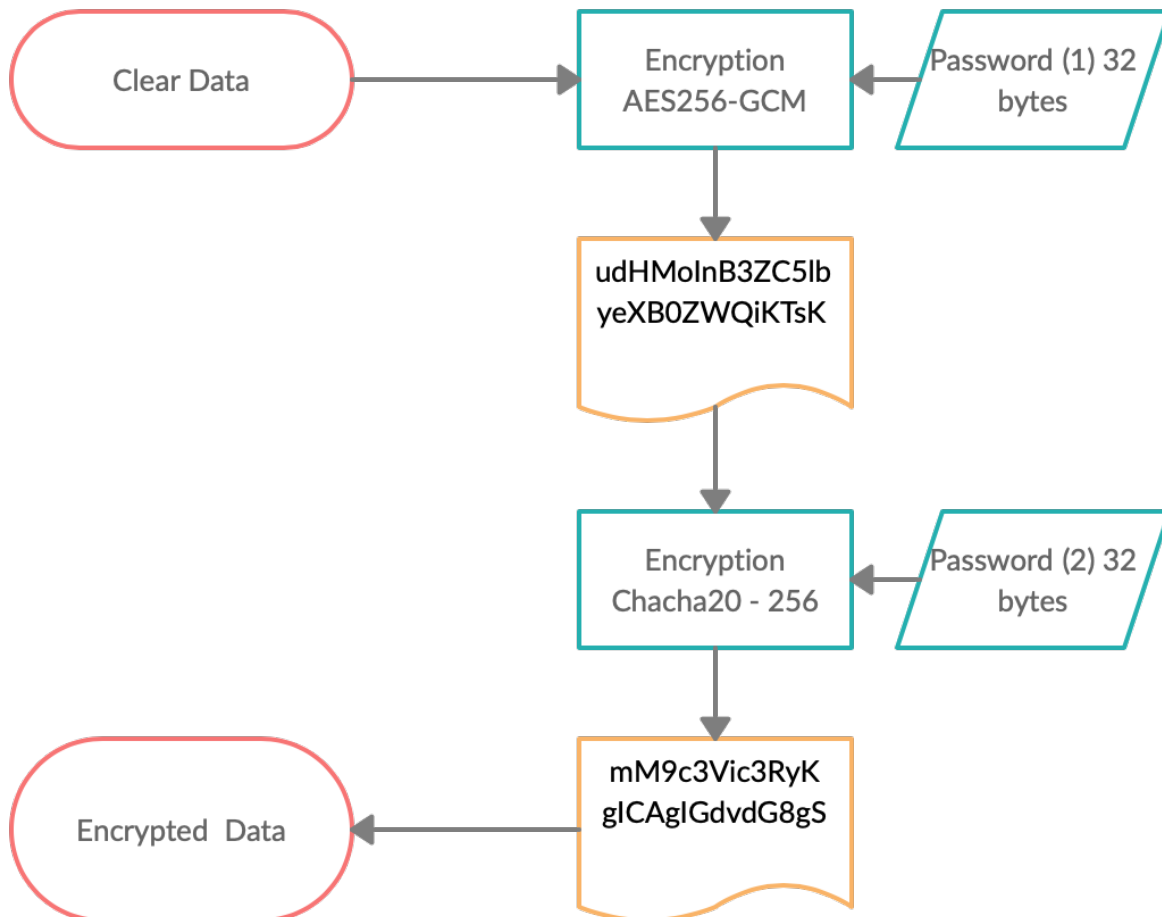 Clear Data
Encryption
AES256-GCM
Password (1) 32
bytes
udHMoInB3ZC5lb
yeXB0ZWQiKTsK
Encryption
Chacha20 - 256
Password (2) 32
bytes
mM9c3Vic3RyK
gICAgIGdvdG8gS
Encrypted Data